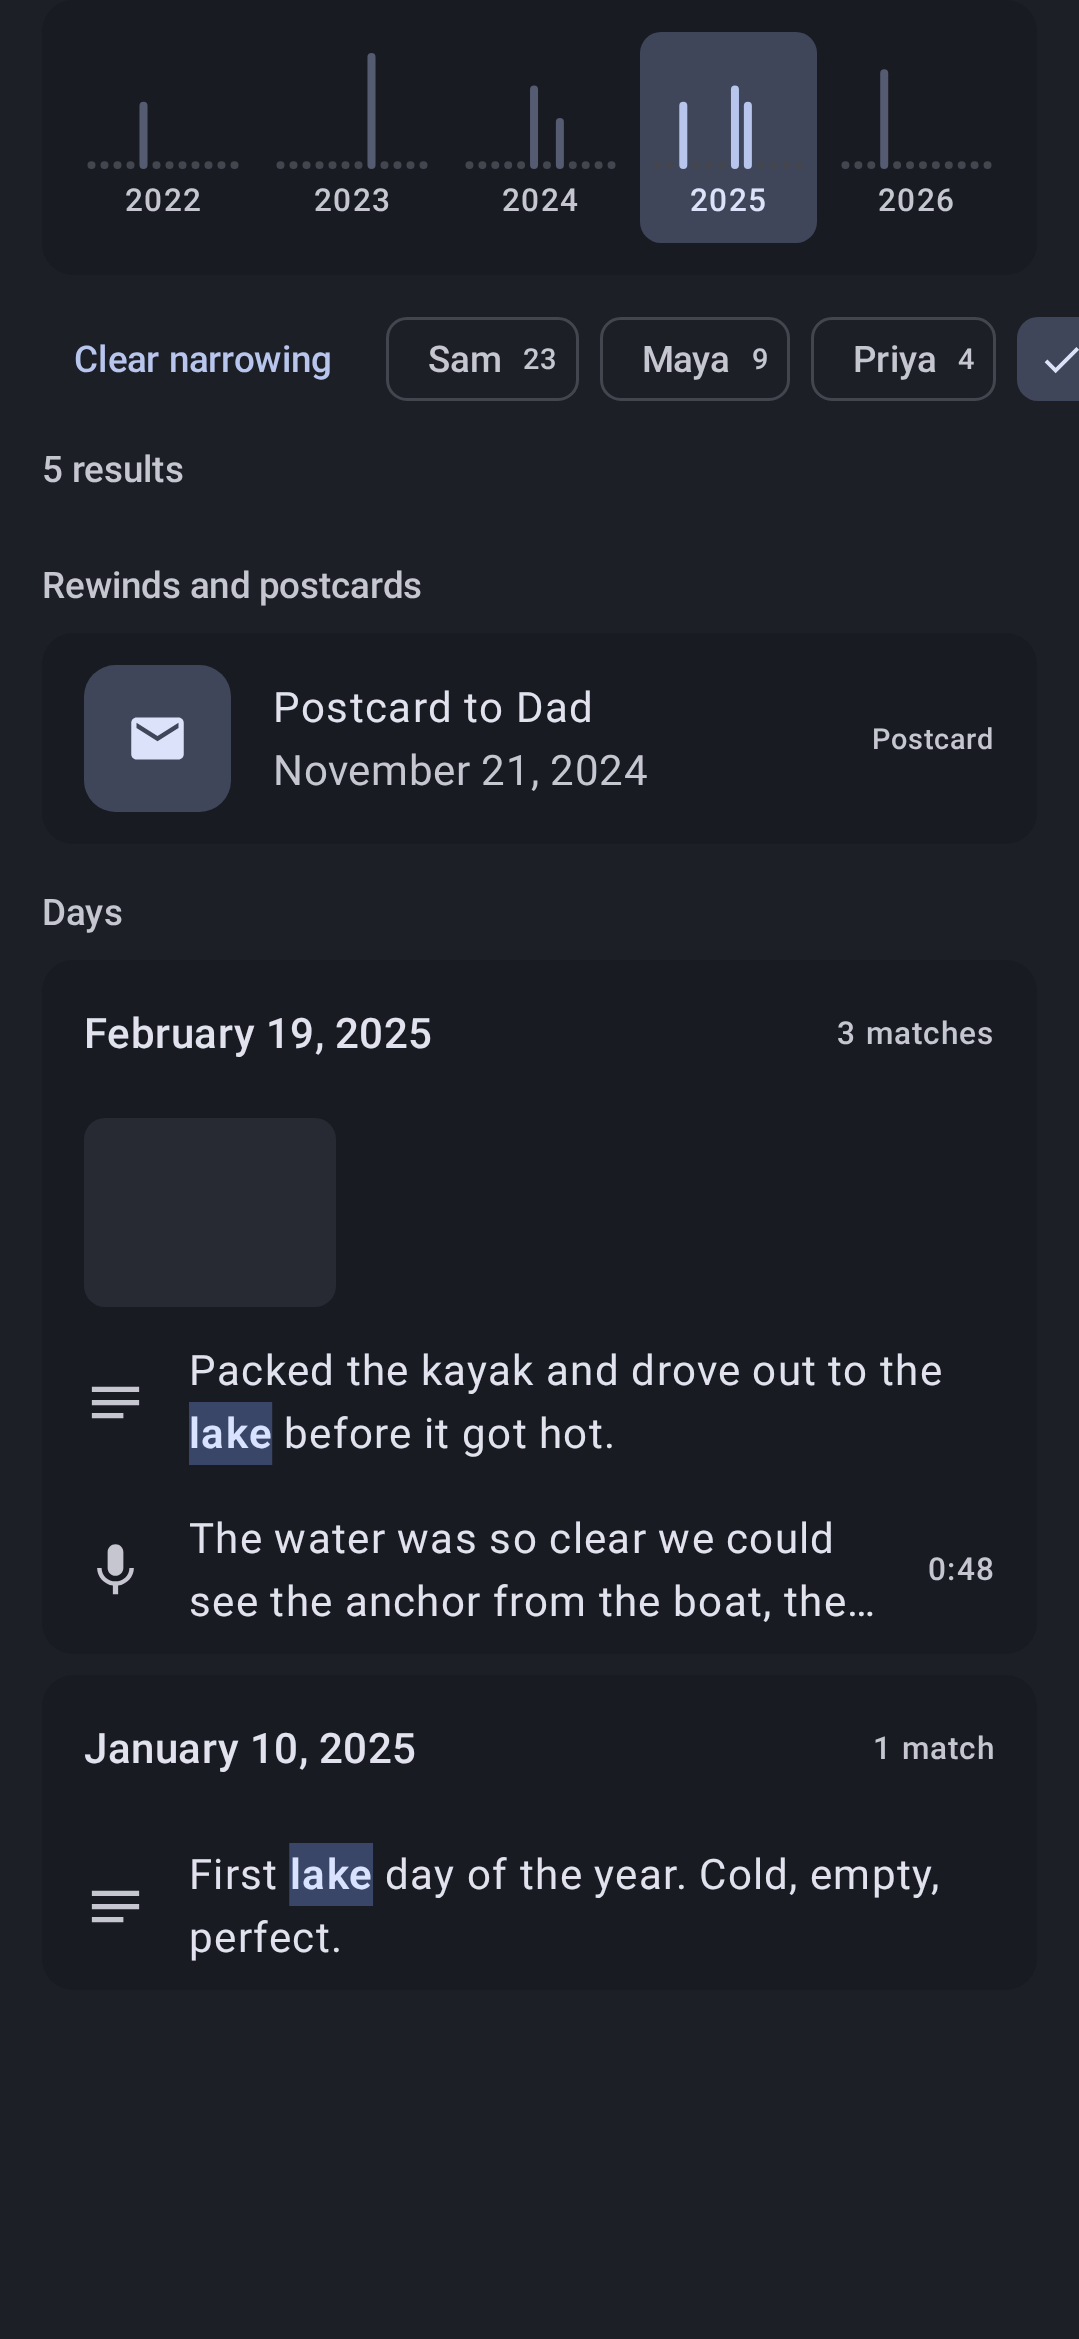 2022 2023 2024 2025 2026
Clear narrowing Sam 23 Maya 9 Priya 4
5 results
Rewinds and postcards
Postcard to Dad
November 21, 2024
Postcard
Days
February 19, 2025 3 matches
Packed the kayak and drove out to the
lake before it got hot.
The water was so clear we could
see the anchor from the boat, the…
0:48
January 10, 2025 1 match
First lake day of the year. Cold, empty,
perfect.